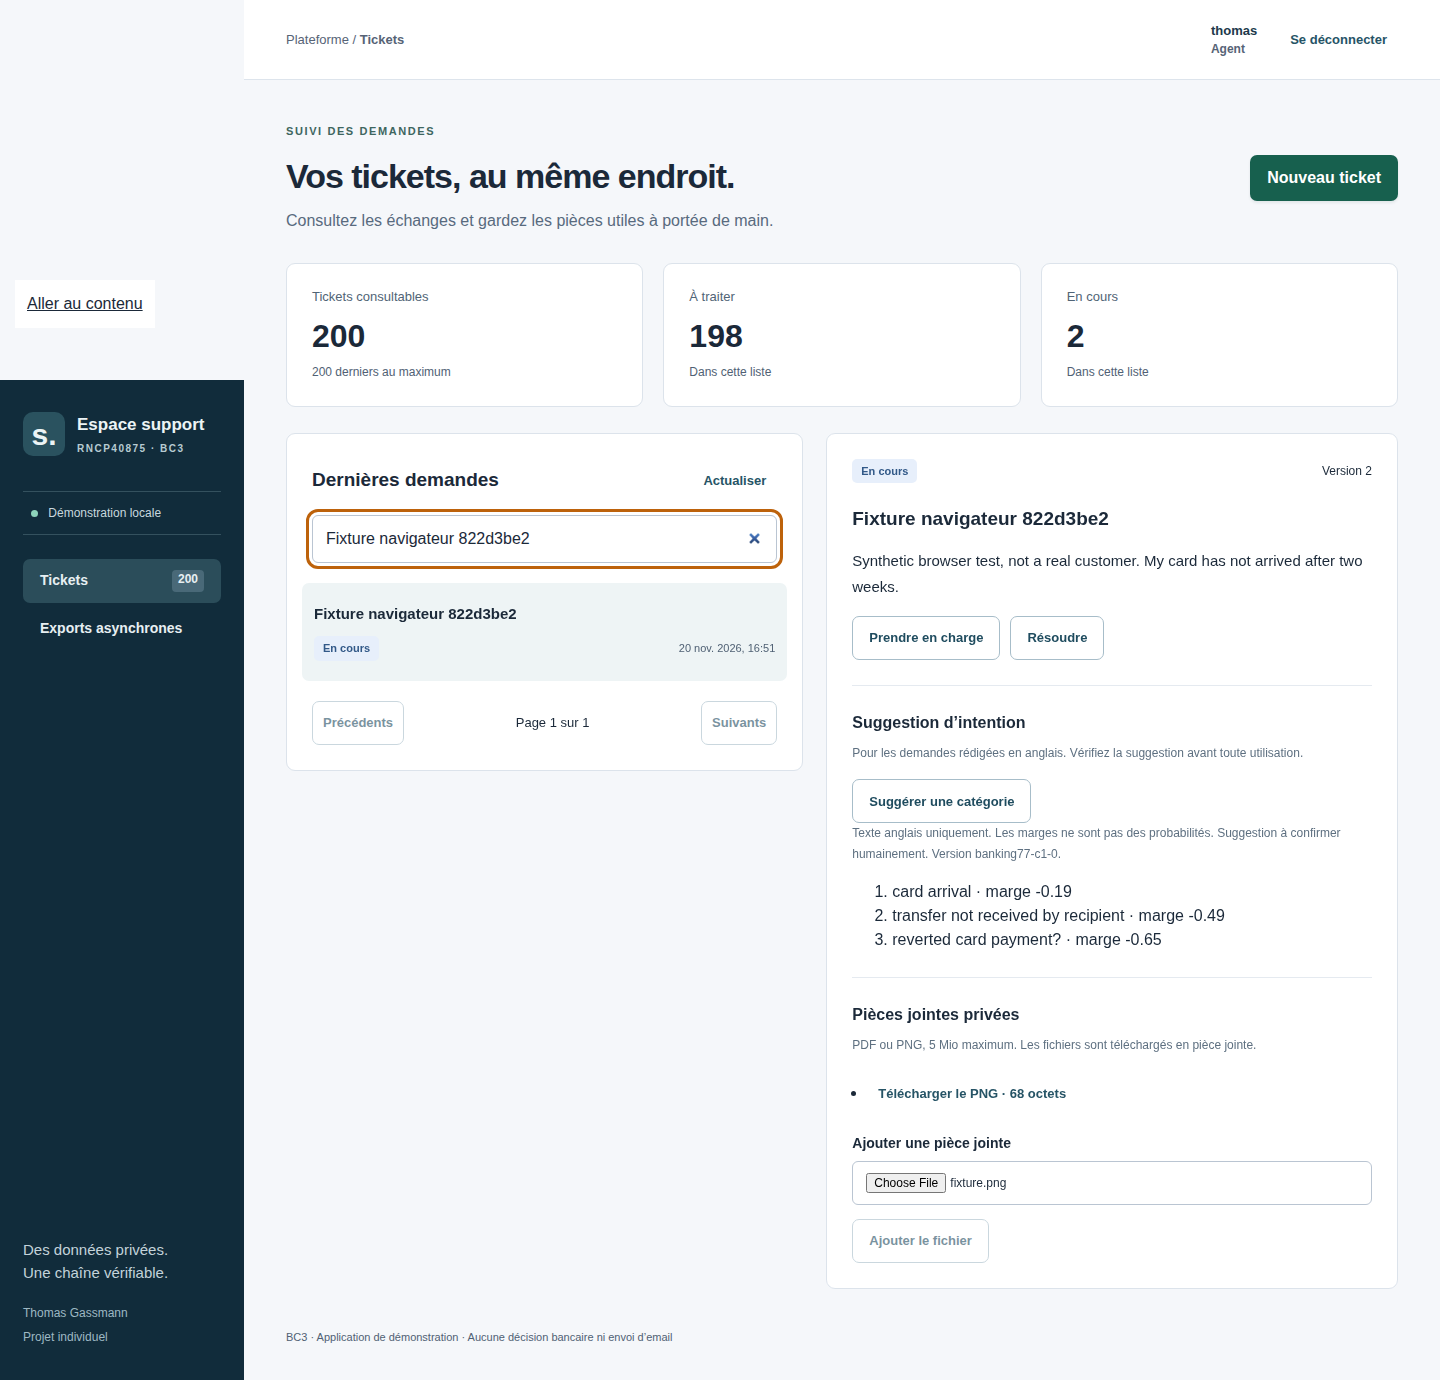 Plateforme / Tickets
thomas
Agent
Se déconnecter
SUIVI DES DEMANDES
Vos tickets, au même endroit.
Nouveau ticket
Consultez les échanges et gardez les pièces utiles à portée de main.
Aller au contenu
Tickets consultables
200
200 derniers au maximum
À traiter
198
Dans cette liste
En cours
2
Dans cette liste
s.
Espace support
RNCP40875 · BC3
Démonstration locale
Tickets
200
Exports asynchrones
Des données privées.
Une chaîne vérifiable.
Thomas Gassmann
Projet individuel
Dernières demandes
Actualiser
Fixture navigateur 822d3be2
Fixture navigateur 822d3be2
En cours
20 nov. 2026, 16:51
Précédents
Page 1 sur 1
Suivants
En cours
Version 2
Fixture navigateur 822d3be2
Synthetic browser test, not a real customer. My card has not arrived after two
weeks.
Prendre en charge
Résoudre
Suggestion d’intention
Pour les demandes rédigées en anglais. Vérifiez la suggestion avant toute utilisation.
Suggérer une catégorie
Texte anglais uniquement. Les marges ne sont pas des probabilités. Suggestion à confirmer
humainement. Version banking77-c1-0.
1. card arrival · marge -0.19
2. transfer not received by recipient · marge -0.49
3. reverted card payment? · marge -0.65
Pièces jointes privées
PDF ou PNG, 5 Mio maximum. Les fichiers sont téléchargés en pièce jointe.
Télécharger le PNG · 68 octets
Ajouter une pièce jointe
Choose File fixture.png
Ajouter le fichier
BC3 · Application de démonstration · Aucune décision bancaire ni envoi d’email